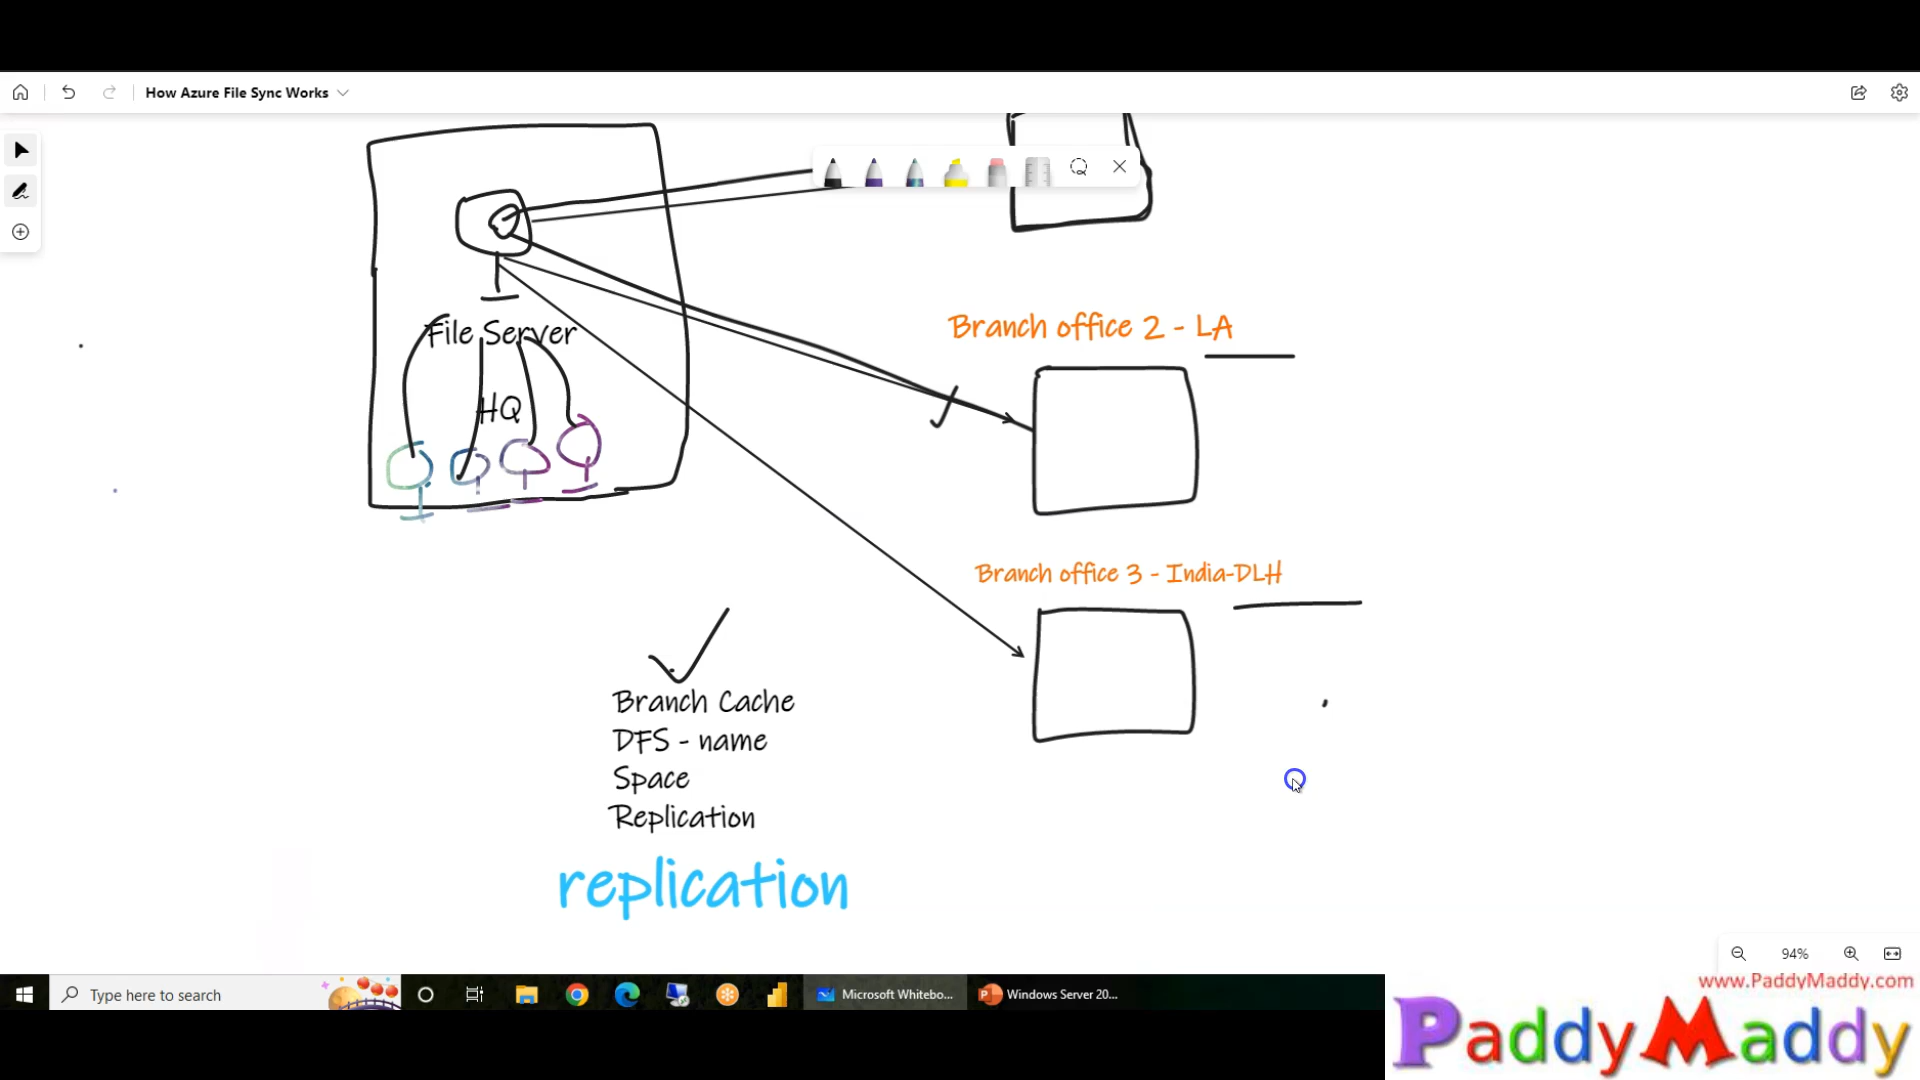 How Azure File Sync Works
File Server
HQ
Branch office 2 - LA
Branch office 3 - India-DLH
Branch Cache
DFS - name
Space
Replication
replication
94%
Type here to search
Microsoft Whitebo...
Windows Server 20...
www.PaddyMaddy.com
PaddyMaddy